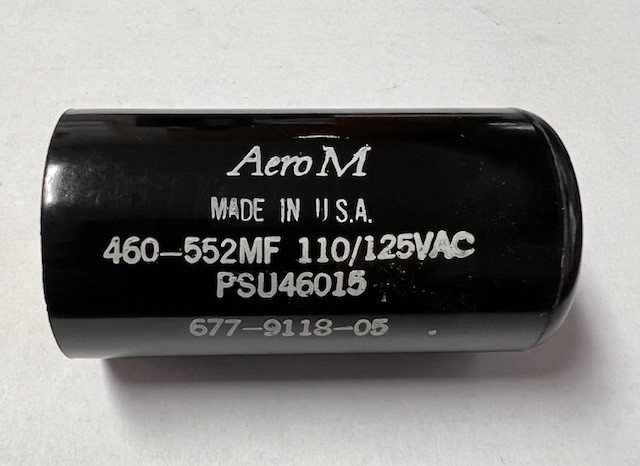 Aero M
MADE IN U.S.A.
460-552MF 110/125VAC
PSU46015
677-9118-05